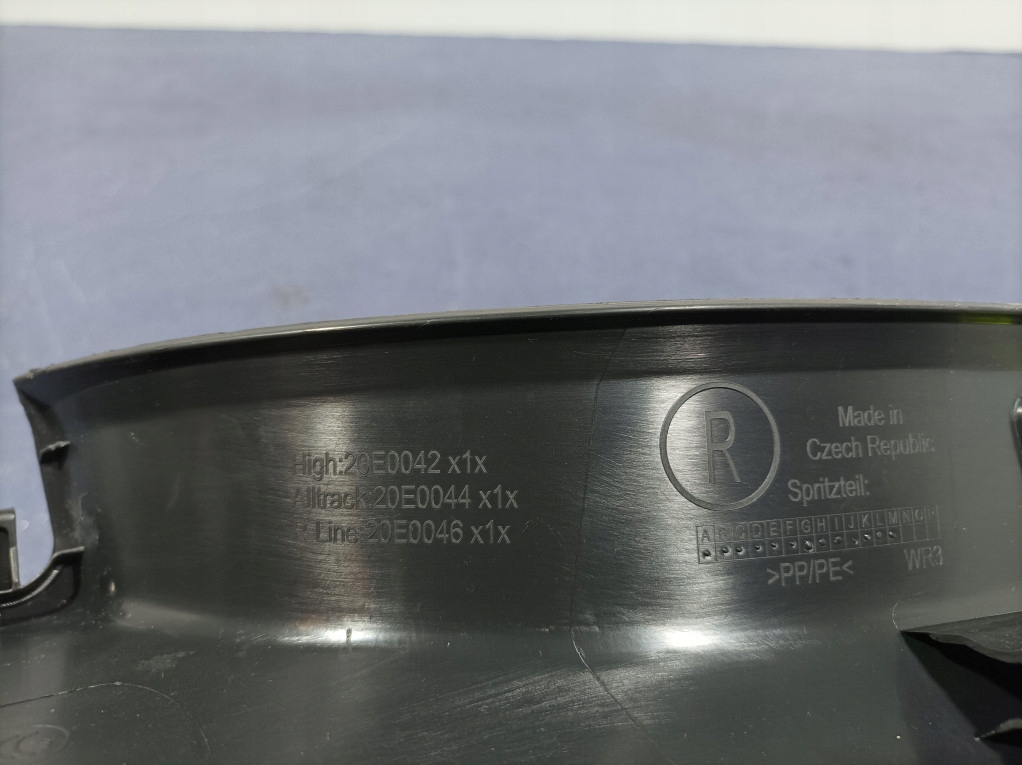 High:20E0042 x1x
Alltrack:20E0044 x1x
R Line:20E0046 x1x
R
Made in
Czech Republic
Spritzteil:
A B C D E F G H I J K L M N O P
>PP/PE< WR3